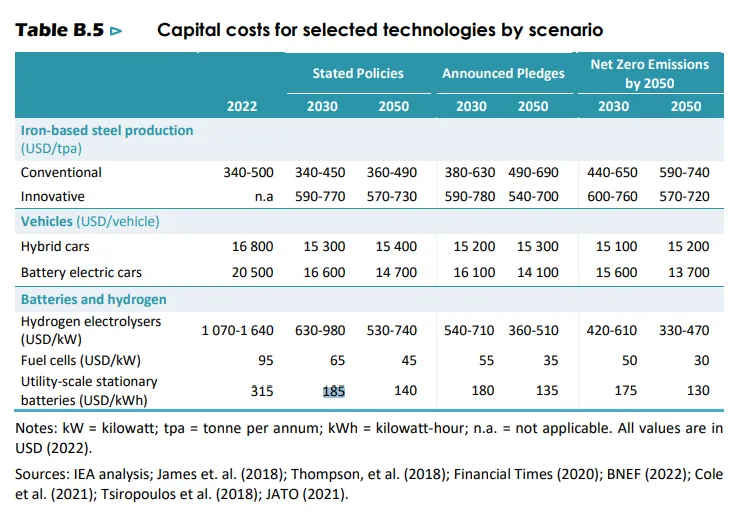 Table B.5 ▷ Capital costs for selected technologies by scenario
Stated Policies Announced Pledges Net Zero Emissions
by 2050
2022 2030 2050 2030 2050 2030 2050
Iron-based steel production
(USD/tpa)
Conventional 340-500 340-450 360-490 380-630 490-690 440-650 590-740
Innovative n.a 590-770 570-730 590-780 540-700 600-760 570-720
Vehicles (USD/vehicle)
Hybrid cars 16 800 15 300 15 400 15 200 15 300 15 100 15 200
Battery electric cars 20 500 16 600 14 700 16 100 14 100 15 600 13 700
Batteries and hydrogen
Hydrogen electrolysers
(USD/kW) 1 070-1 640 630-980 530-740 540-710 360-510 420-610 330-470
Fuel cells (USD/kW) 95 65 45 55 35 50 30
Utility-scale stationary
batteries (USD/kWh) 315 185 140 180 135 175 130
Notes: kW = kilowatt; tpa = tonne per annum; kWh = kilowatt-hour; n.a. = not applicable. All values are in
USD (2022).
Sources: IEA analysis; James et. al. (2018); Thompson, et al. (2018); Financial Times (2020); BNEF (2022); Cole
et al. (2021); Tsiropoulos et al. (2018); JATO (2021).